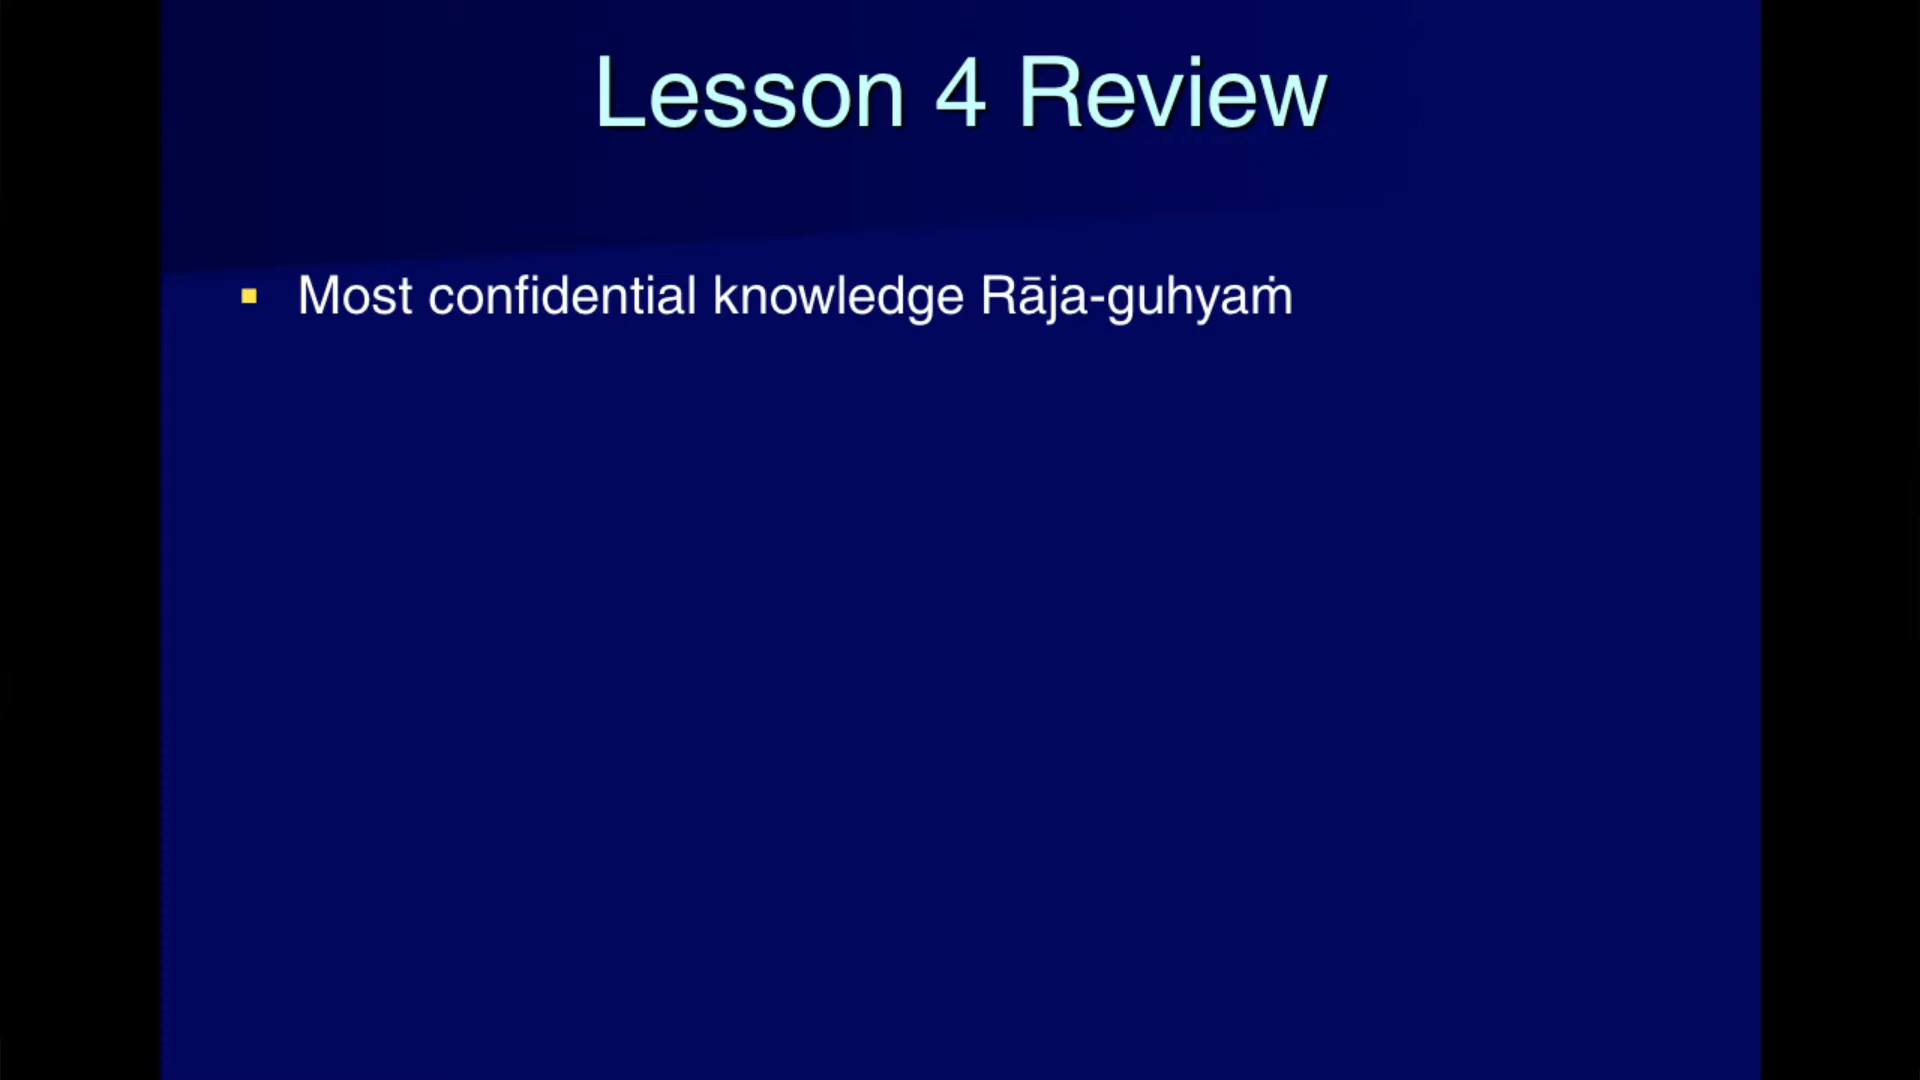 Lesson 4 Review
▪ Most confidential knowledge Rāja-guhyaṁ